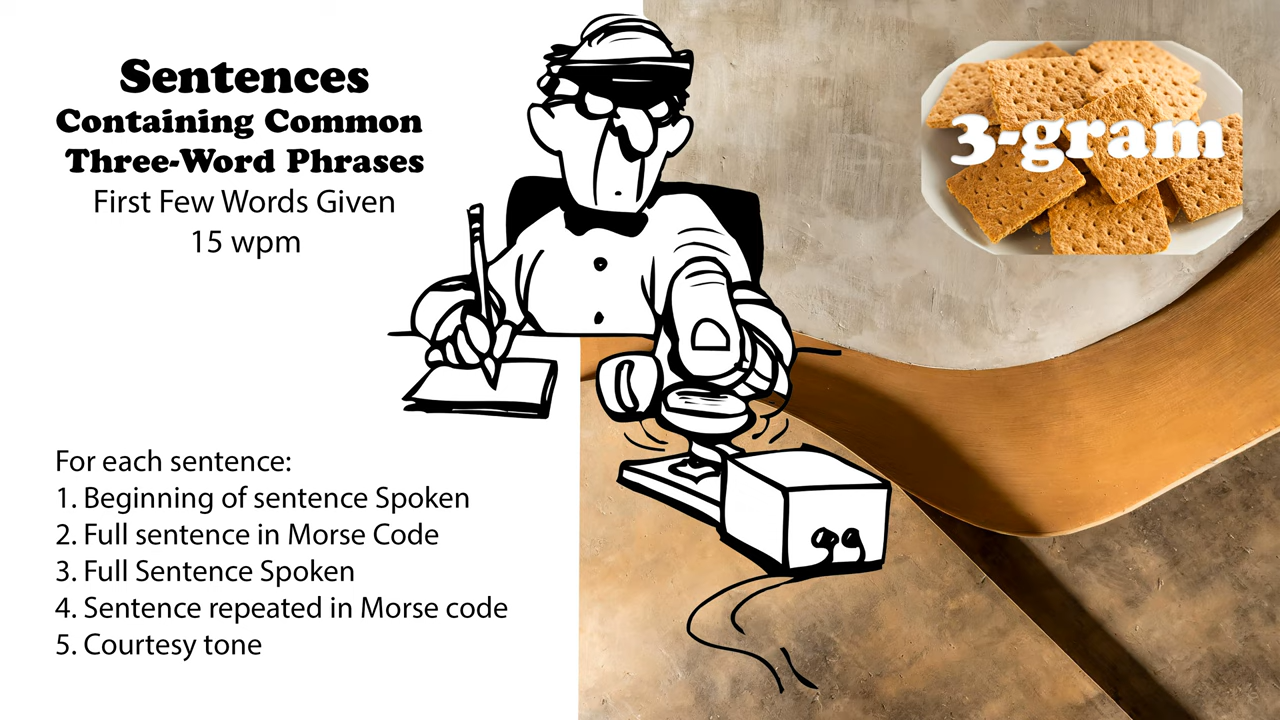 Sentences
Containing Common
Three-Word Phrases
First Few Words Given
15 wpm
3-gram
For each sentence:
1. Beginning of sentence Spoken
2. Full sentence in Morse Code
3. Full Sentence Spoken
4. Sentence repeated in Morse code
5. Courtesy tone